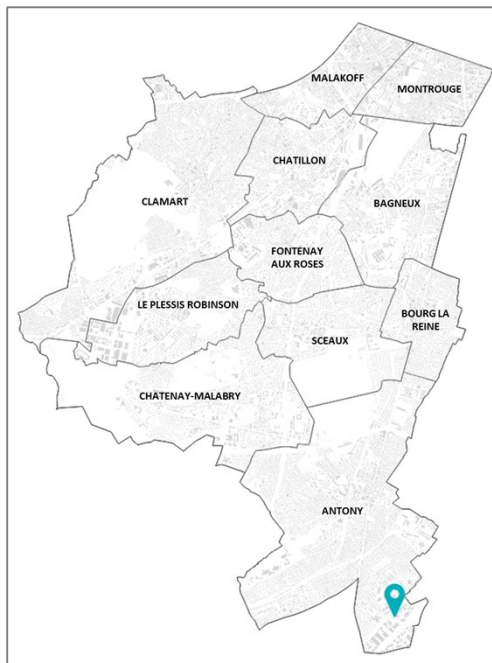 MALAKOFF
MONTROUGE
CHATILLON
CLAMART
BAGNEUX
FONTENAY
AUX ROSES
LE PLESSIS ROBINSON
BOURG LA
REINE
SCEAUX
CHATENAY-MALABRY
ANTONY